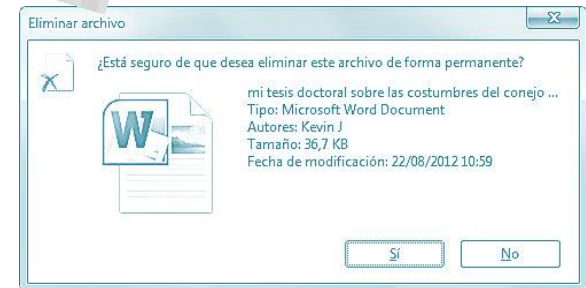 Eliminar archivo
¿Está seguro de que desea eliminar este archivo de forma permanente?
mi tesis doctoral sobre las costumbres del conejo ...
Tipo: Microsoft Word Document
Autores: Kevin J
Tamaño: 36,7 KB
Fecha de modificación: 22/08/2012 10:59
W
Sí
No